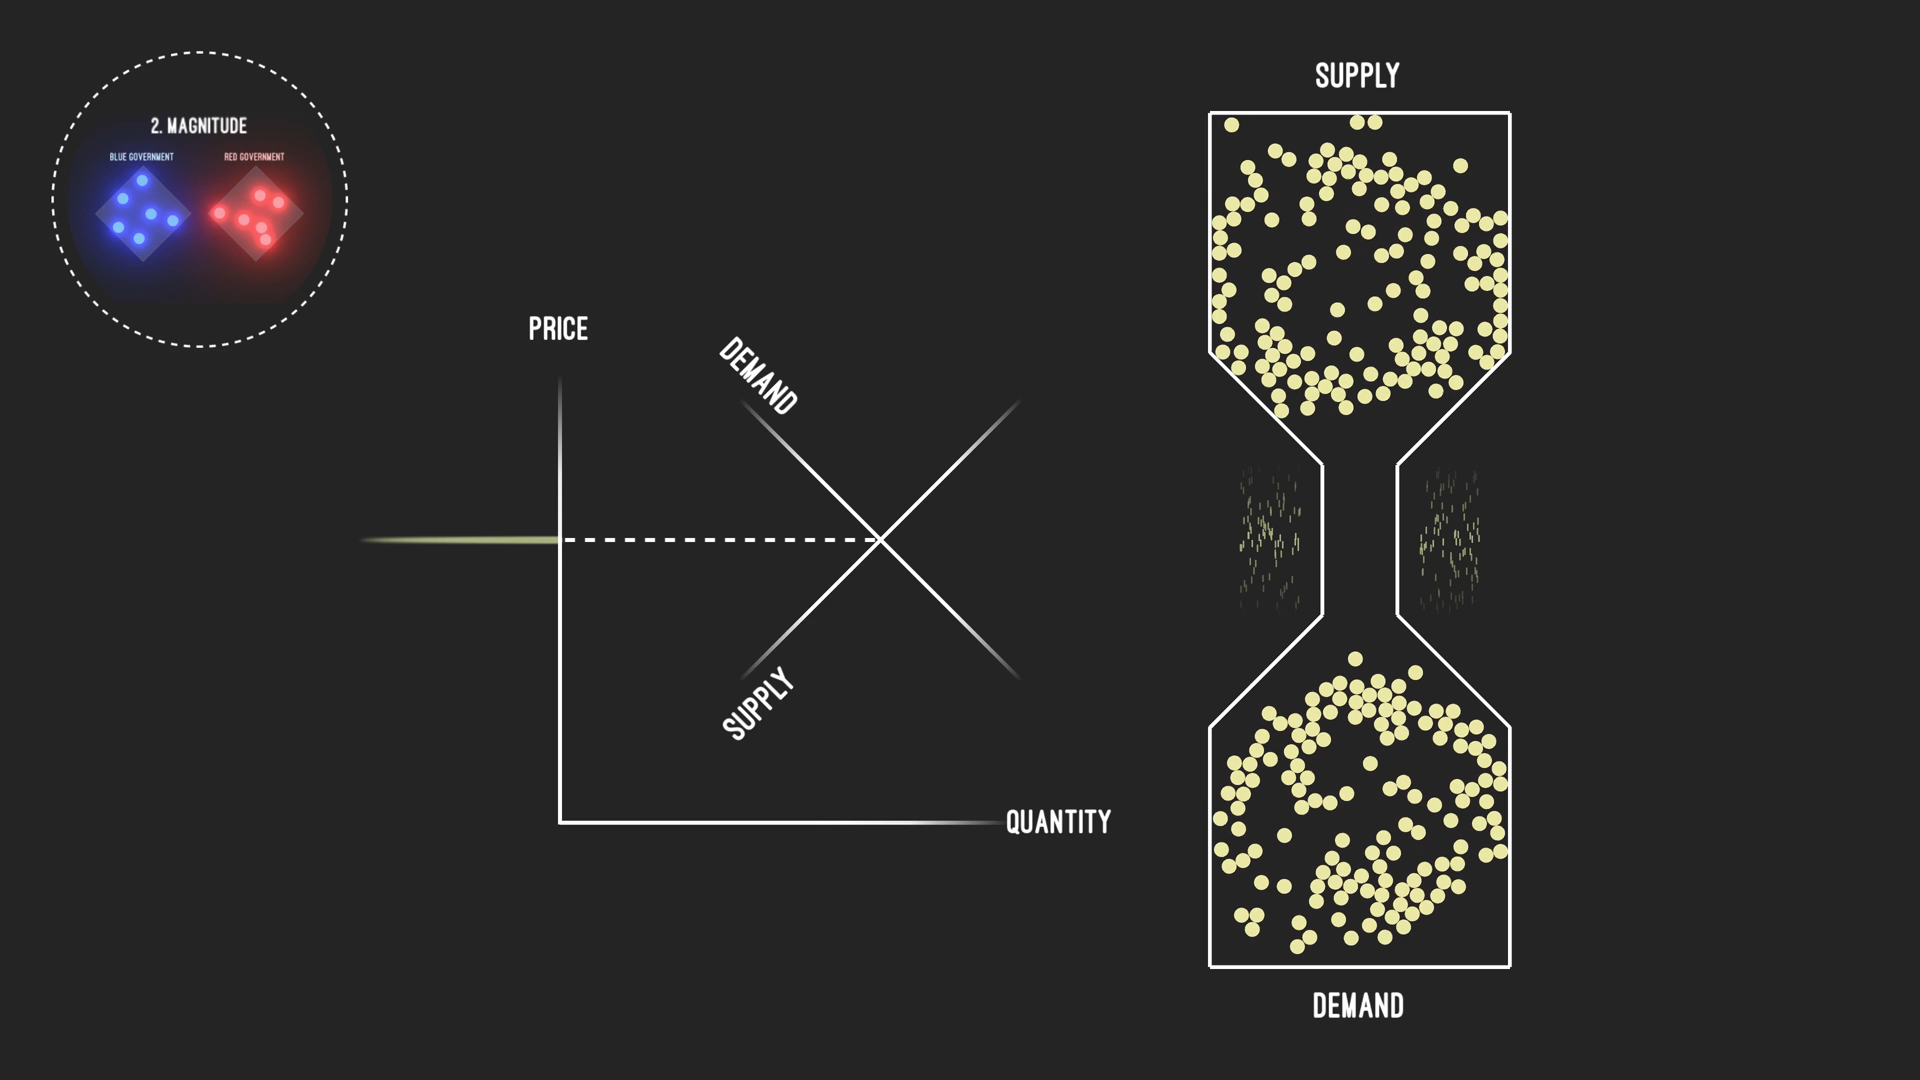 2. MAGNITUDE
BLUE GOVERNMENT
RED GOVERNMENT
PRICE
DEMAND
SUPPLY
QUANTITY
SUPPLY
DEMAND